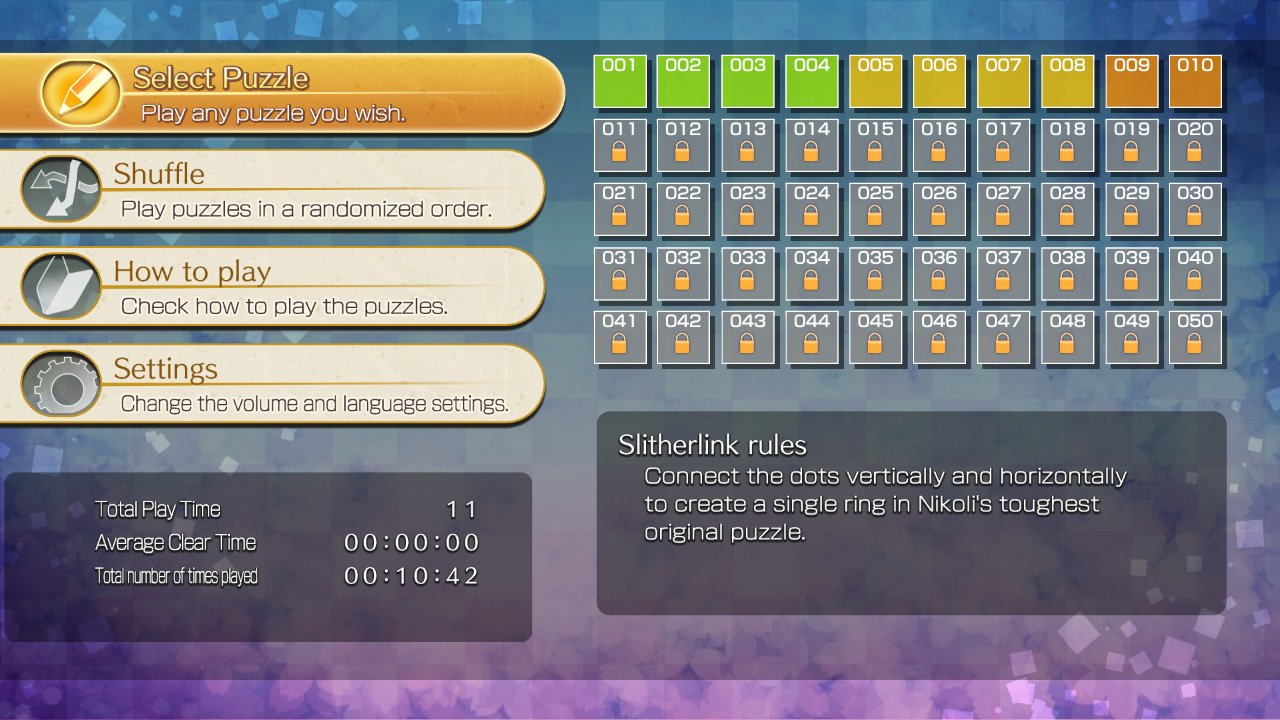 Select Puzzle
Play any puzzle you wish.
Shuffle
Play puzzles in a randomized order.
How to play
Check how to play the puzzles.
Settings
Change the volume and language settings.
Total Play Time 11
Average Clear Time 00:00:00
Total number of times played 00:10:42
001 002 003 004 005 006 007 008 009 010
011 012 013 014 015 016 017 018 019 020
021 022 023 024 025 026 027 028 029 030
031 032 033 034 035 036 037 038 039 040
041 042 043 044 045 046 047 048 049 050
Slitherlink rules
Connect the dots vertically and horizontally
to create a single ring in Nikoli's toughest
original puzzle.